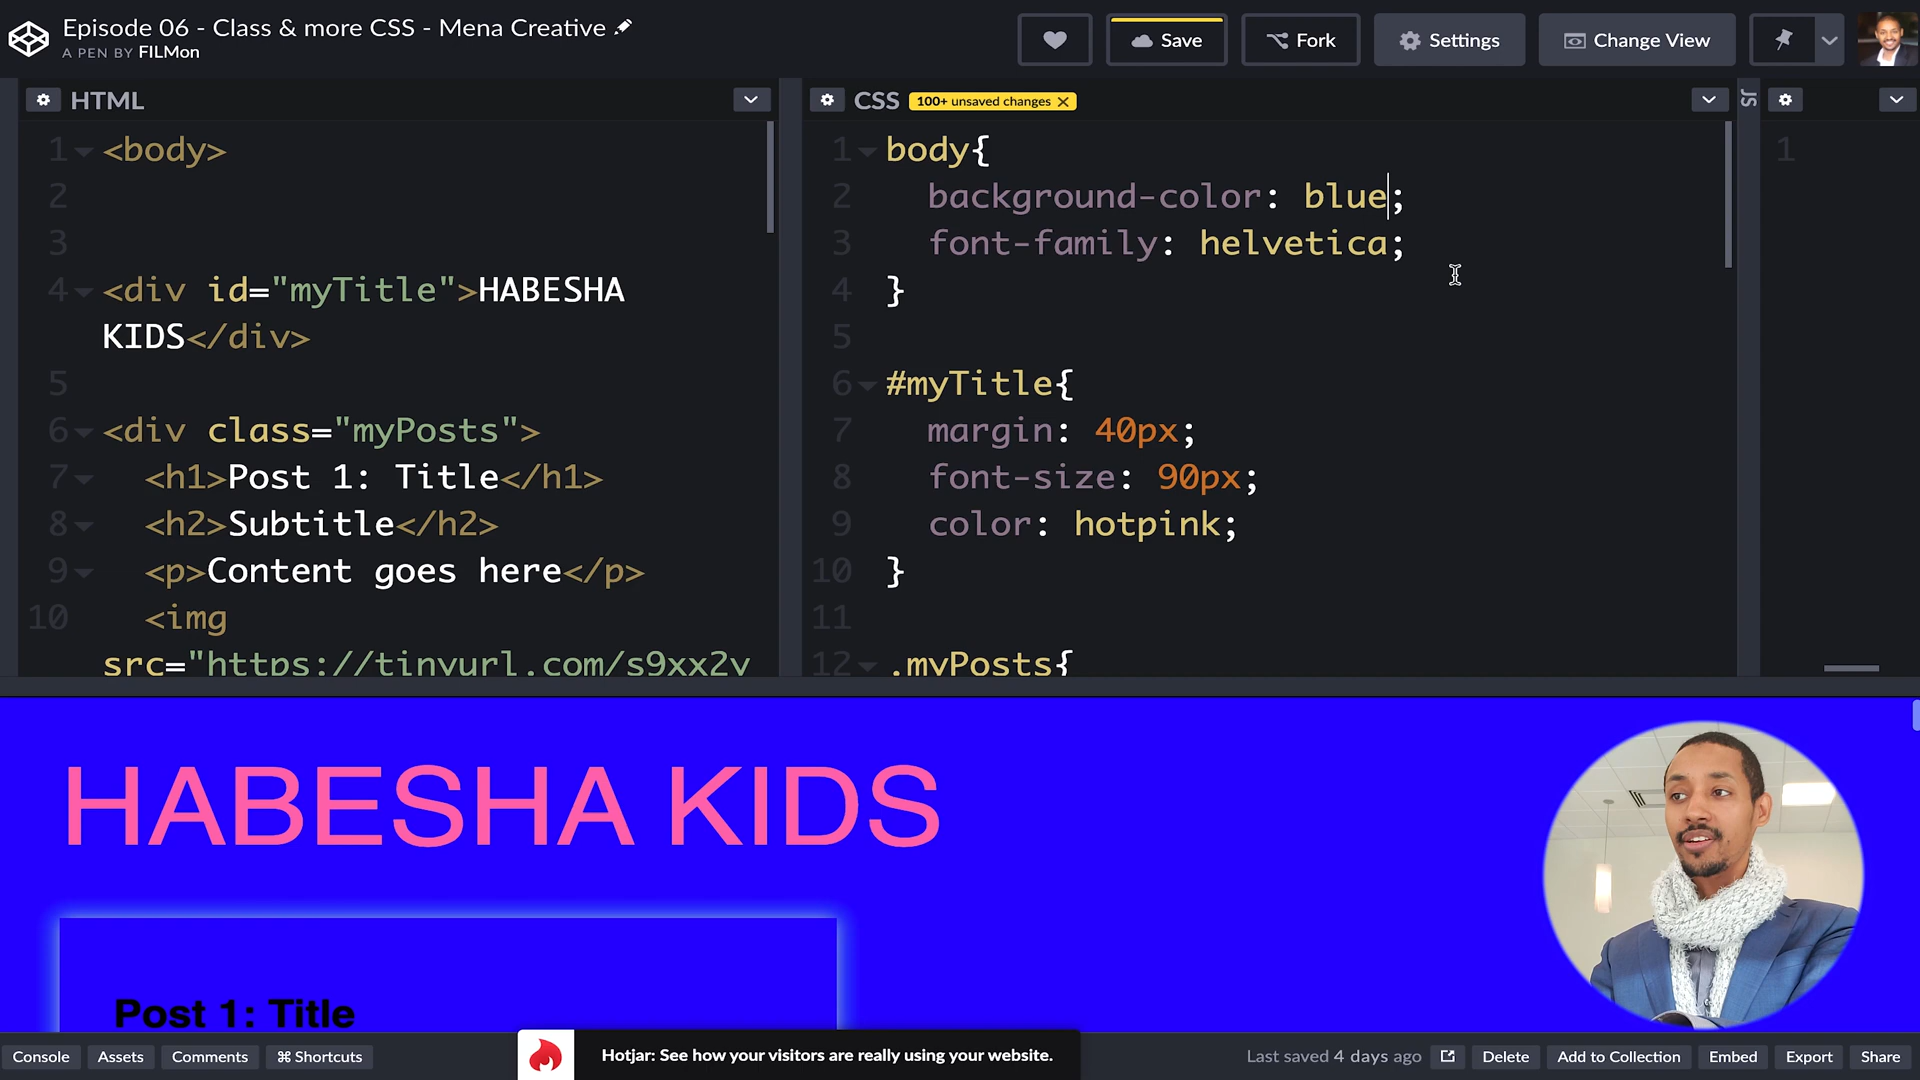 Episode 06 - Class & more CSS - Mena Creative
A PEN BY FILMon
Save
Fork
Settings
Change View
HTML
1 <body>
2
3
4 <div id="myTitle">HABESHA
KIDS</div>
5
6 <div class="myPosts">
7 <h1>Post 1: Title</h1>
8 <h2>Subtitle</h2>
9 <p>Content goes here</p>
10 <img
src="https://tinyurl.com/s9xx2v
CSS 100+ unsaved changes X
1 body{
2 background-color: blue;
3 font-family: helvetica;
4 }
5
6 #myTitle{
7 margin: 40px;
8 font-size: 90px;
9 color: hotpink;
10 }
11
12 .myPosts{
JS
1
HABESHA KIDS
Post 1: Title
Console
Assets
Comments
⌘ Shortcuts
Hotjar: See how your visitors are really using your website.
Last saved 4 days ago
Delete
Add to Collection
Embed
Export
Share